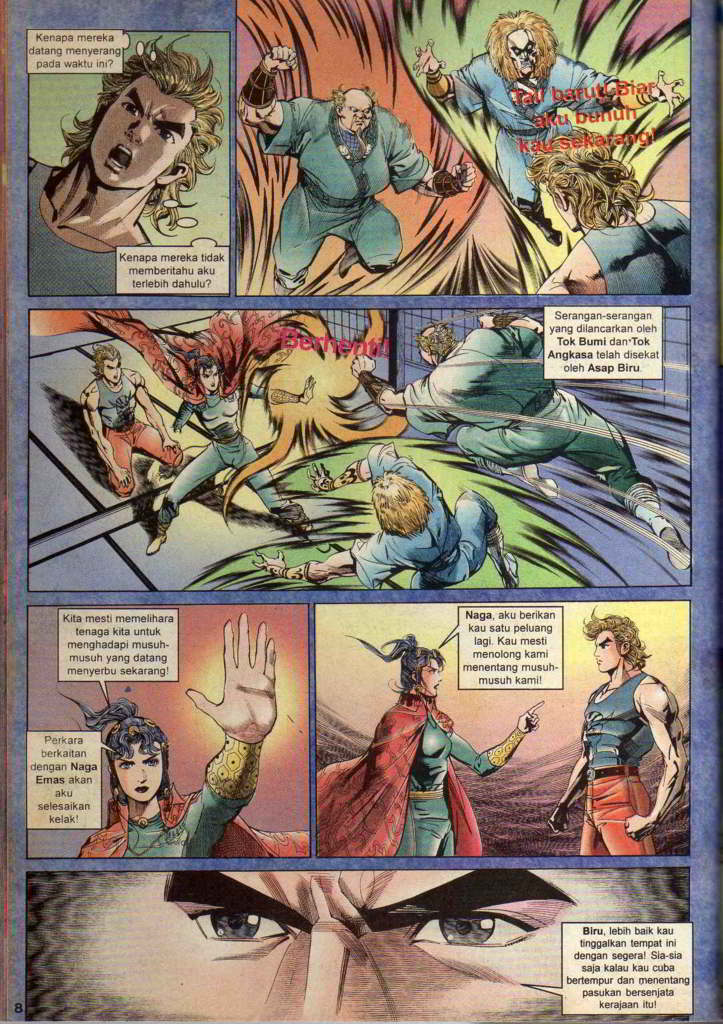 Kenapa mereka
datang menyerang
pada waktu ini?
Kenapa mereka tidak
memberitahu aku
terlebih dahulu?
Tali barut! Biar
aku bunuh
kau sekarang!
Berhenti!
Serangan-serangan
yang dilancarkan oleh
Tok Bumi dan Tok
Angkasa telah disekat
oleh Asap Biru.
Kita mesti memelihara
tenaga kita untuk
menghadapi musuh-
musuh yang datang
menyerbu sekarang!
Perkara
berkaitan
dengan Naga
Emas akan
aku
selesaikan
kelak!
Naga, aku berikan
kau satu peluang
lagi. Kau mesti
menolong kami
menentang musuh-
musuh kami!
Biru, lebih baik kau
tinggalkan tempat ini
dengan segera! Sia-sia
saja kalau kau cuba
bertempur dan menentang
pasukan bersenjata
kerajaan itu!
8